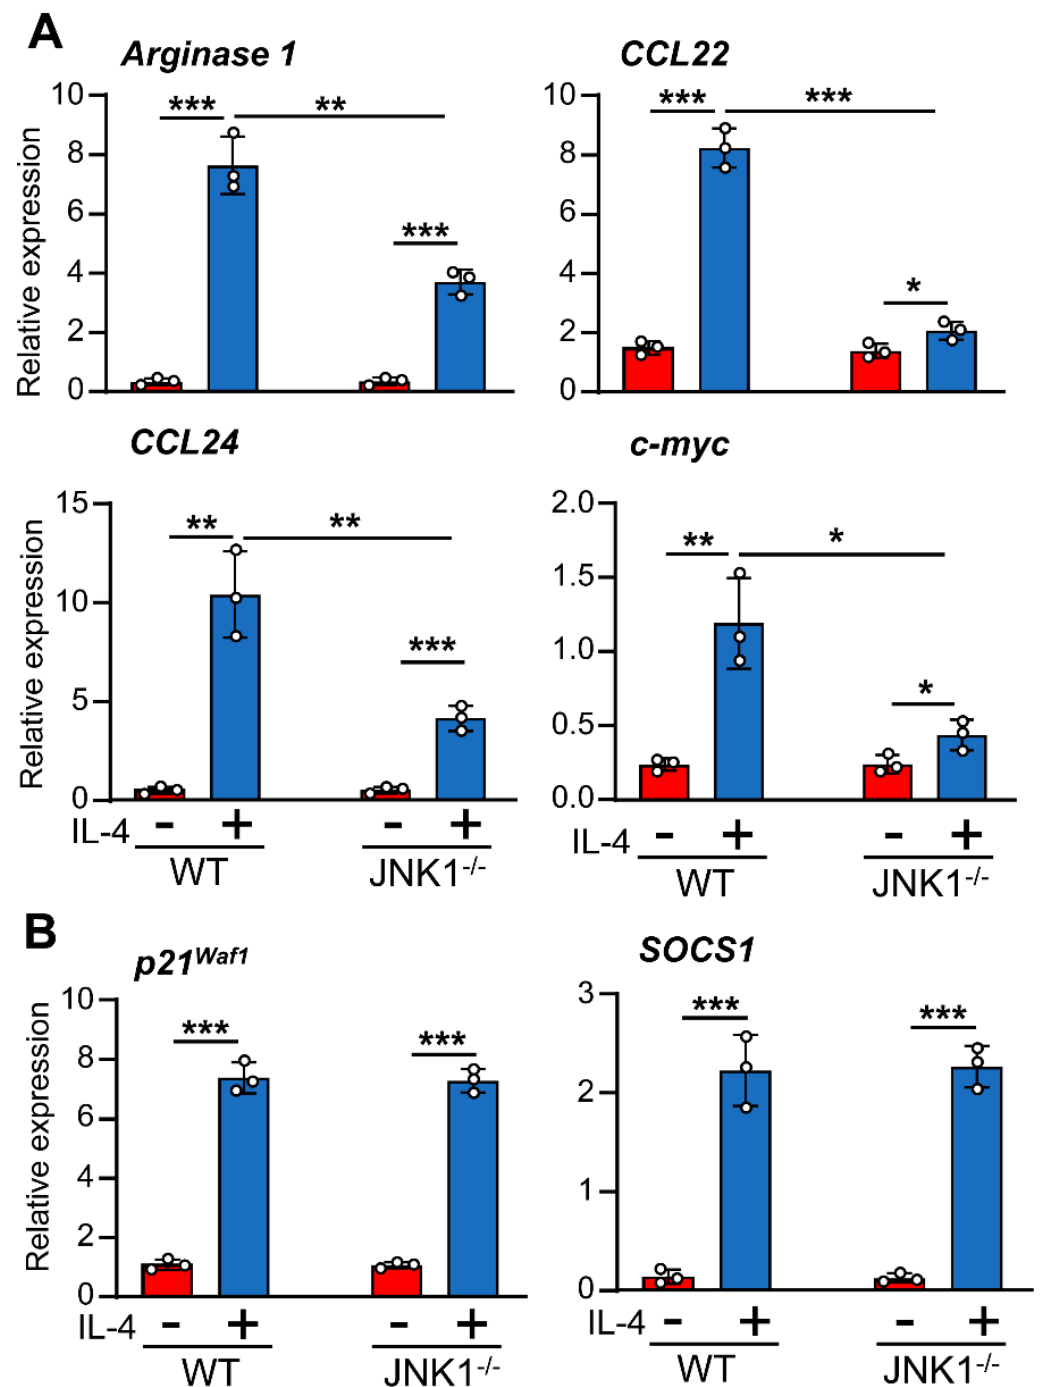 A
Arginase 1
CCL22
Relative expression
10
8
6
4
2
0
***
**
***
10
8
6
4
2
0
***
***
*
CCL24
c-myc
Relative expression
15
10
5
0
**
**
***
2.0
1.5
1.0
0.5
0.0
**
*
*
IL-4 - + - +
WT JNK1-/-
IL-4 - + - +
WT JNK1-/-
B
p21Waf1
SOCS1
Relative expression
10
8
6
4
2
0
***
***
3
2
1
0
***
***
IL-4 - + - +
WT JNK1-/-
IL-4 - + - +
WT JNK1-/-